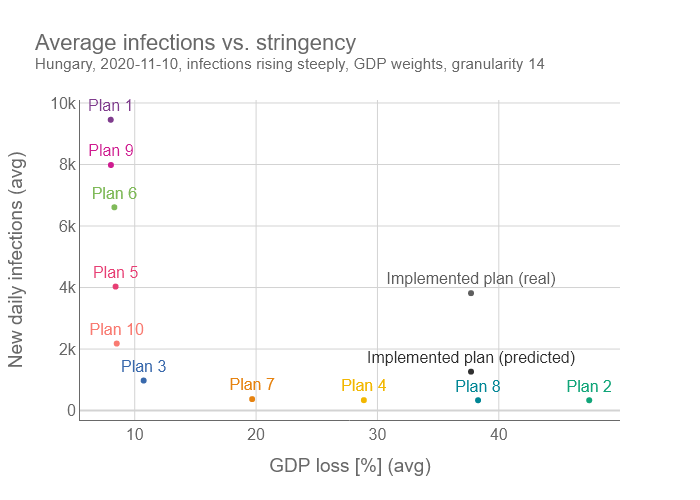 Average infections vs. stringency
Hungary, 2020-11-10, infections rising steeply, GDP weights, granularity 14
New daily infections (avg)
10k
8k
6k
4k
2k
0
Plan 1
Plan 9
Plan 6
Plan 5
Implemented plan (real)
Plan 10
Implemented plan (predicted)
Plan 3
Plan 7
Plan 4
Plan 8
Plan 2
10
20
30
40
GDP loss [%] (avg)